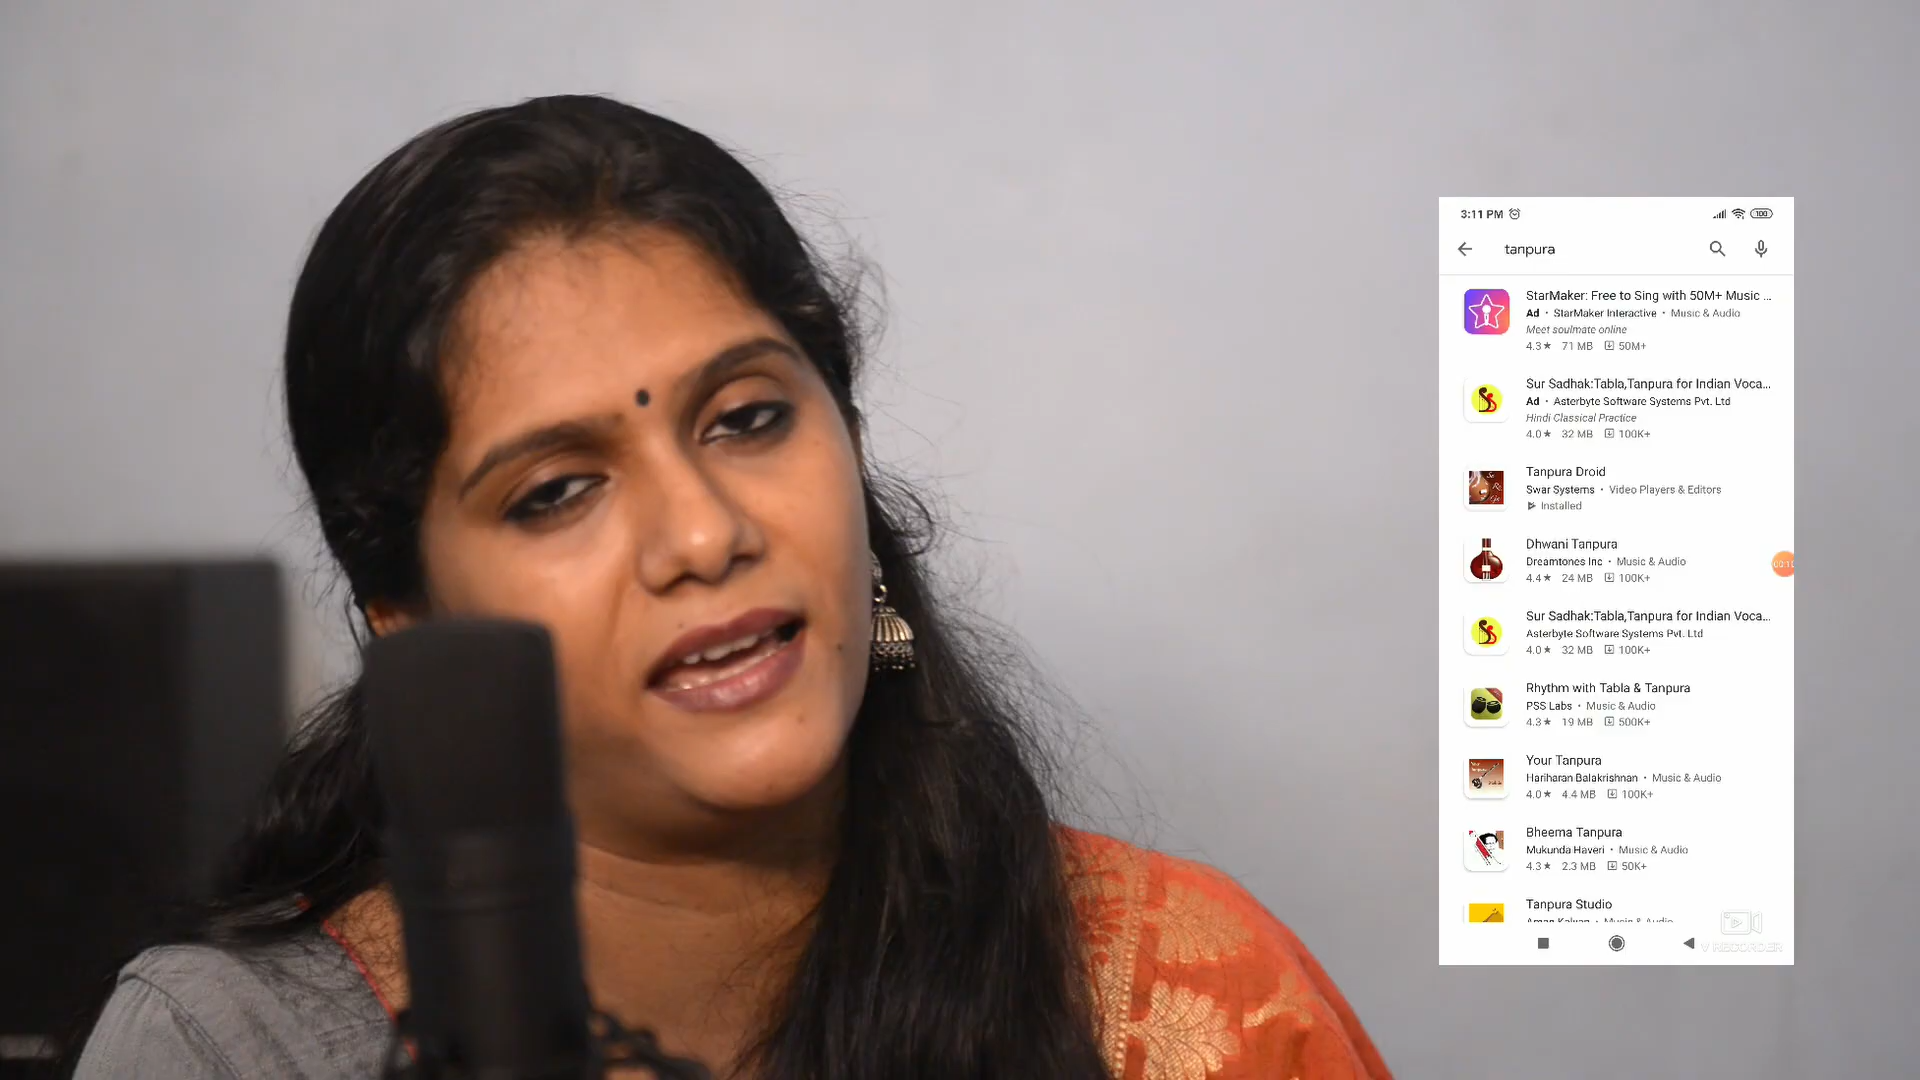 3:11 PM
100
tanpura
StarMaker: Free to Sing with 50M+ Music ...
Ad • StarMaker Interactive • Music & Audio
Meet soulmate online
4.3★ 71 MB 50M+
Sur Sadhak:Tabla,Tanpura for Indian Voca...
Ad • Asterbyte Software Systems Pvt. Ltd
Hindi Classical Practice
4.0★ 32 MB 100K+
Tanpura Droid
Swar Systems • Video Players & Editors
Installed
Dhwani Tanpura
Dreamtones Inc • Music & Audio
4.4★ 24 MB 100K+
Sur Sadhak:Tabla,Tanpura for Indian Voca...
Asterbyte Software Systems Pvt. Ltd
4.0★ 32 MB 100K+
Rhythm with Tabla & Tanpura
PSS Labs • Music & Audio
4.3★ 19 MB 500K+
Your Tanpura
Hariharan Balakrishnan • Music & Audio
4.0★ 4.4 MB 100K+
Bheema Tanpura
Mukunda Haveri • Music & Audio
4.3★ 2.3 MB 50K+
Tanpura Studio
Music & Audio
V RECORDER